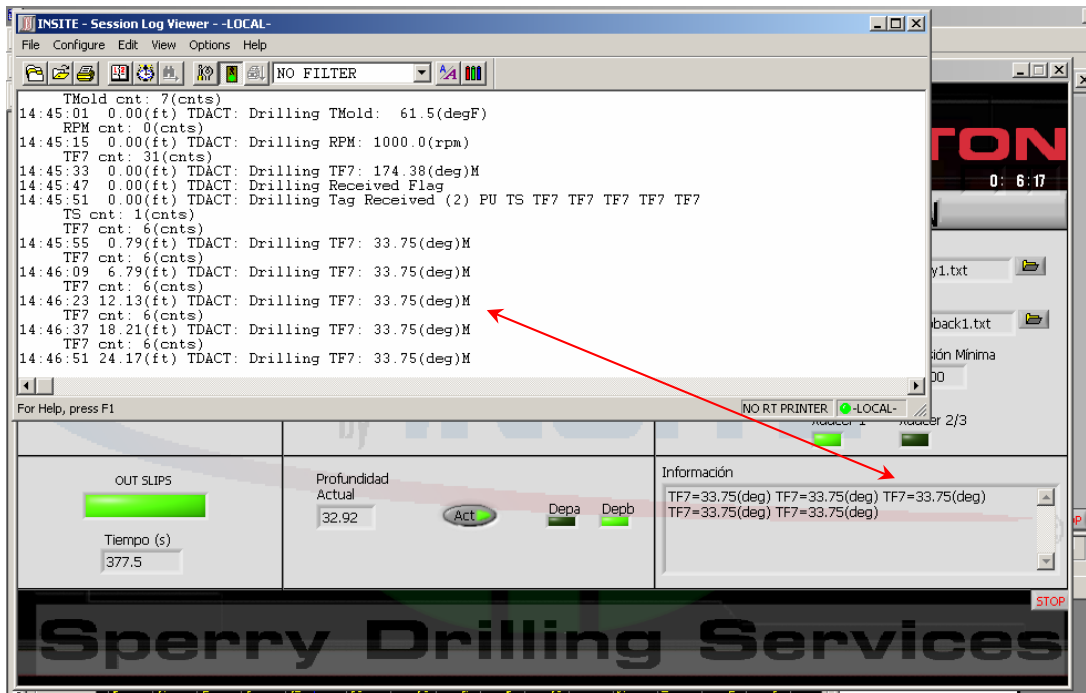 INSITE - Session Log Viewer - -LOCAL-
File Configure Edit View Options Help
NO FILTER
TMold cnt: 7(cnts)
14:45:01 0.00(ft) TDACT: Drilling TMold: 61.5(degF)
RPM cnt: 0(cnts)
14:45:15 0.00(ft) TDACT: Drilling RPM: 1000.0(rpm)
TF7 cnt: 31(cnts)
14:45:33 0.00(ft) TDACT: Drilling TF7: 174.38(deg)M
14:45:47 0.00(ft) TDACT: Drilling Received Flag
14:45:51 0.00(ft) TDACT: Drilling Tag Received (2) PU TS TF7 TF7 TF7 TF7 TF7
TS cnt: 1(cnts)
TF7 cnt: 6(cnts)
14:45:55 0.79(ft) TDACT: Drilling TF7: 33.75(deg)M
TF7 cnt: 6(cnts)
14:46:09 6.79(ft) TDACT: Drilling TF7: 33.75(deg)M
TF7 cnt: 6(cnts)
14:46:23 12.13(ft) TDACT: Drilling TF7: 33.75(deg)M
TF7 cnt: 6(cnts)
14:46:37 18.21(ft) TDACT: Drilling TF7: 33.75(deg)M
TF7 cnt: 6(cnts)
14:46:51 24.17(ft) TDACT: Drilling TF7: 33.75(deg)M
For Help, press F1
NO RT PRINTER -LOCAL-
TON
0: 6:17
N
y1.txt
back1.txt
ión Mínima
00
2/3
OUT SLIPS
Tiempo (s)
377.5
Profundidad
Actual
32.92
Act
Depa Depb
Información
TF7=33.75(deg) TF7=33.75(deg) TF7=33.75(deg)
TF7=33.75(deg) TF7=33.75(deg)
STOP
Sperry Drilling Services